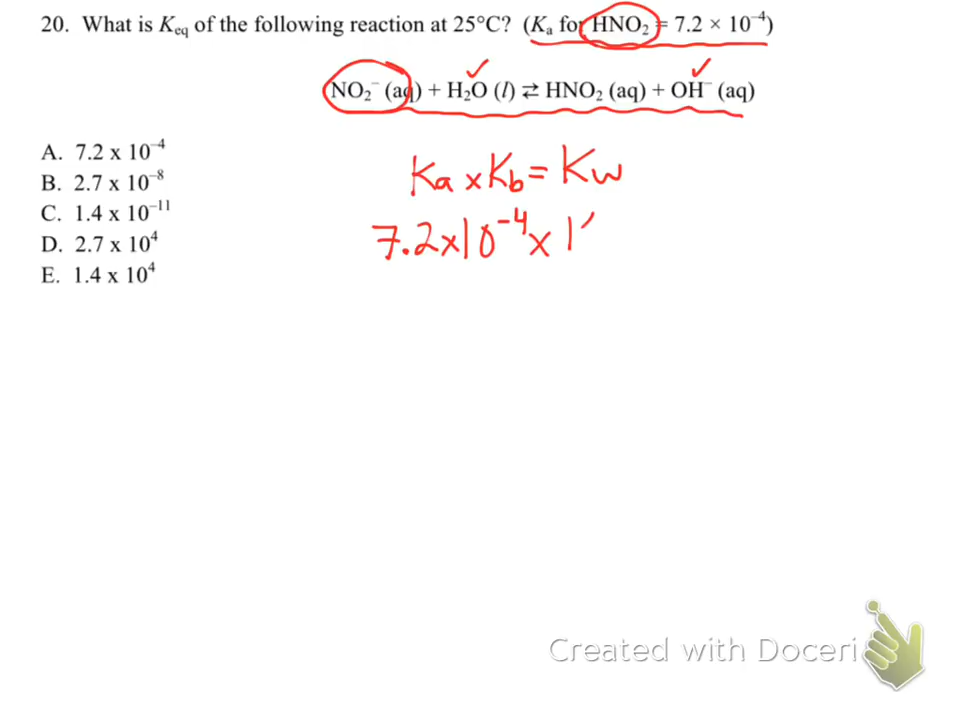 20. What is Keq of the following reaction at 25°C? (Ka for HNO₂ = 7.2 × 10⁻⁴)
NO₂⁻ (aq) + H₂O (l) ⇄ HNO₂ (aq) + OH⁻ (aq)
A. 7.2 x 10⁻⁴
B. 2.7 x 10⁻⁸
C. 1.4 x 10⁻¹¹
D. 2.7 x 10⁴
E. 1.4 x 10⁴
Ka x Kb = Kw
7.2x10⁻⁴ x
Created with Doceri